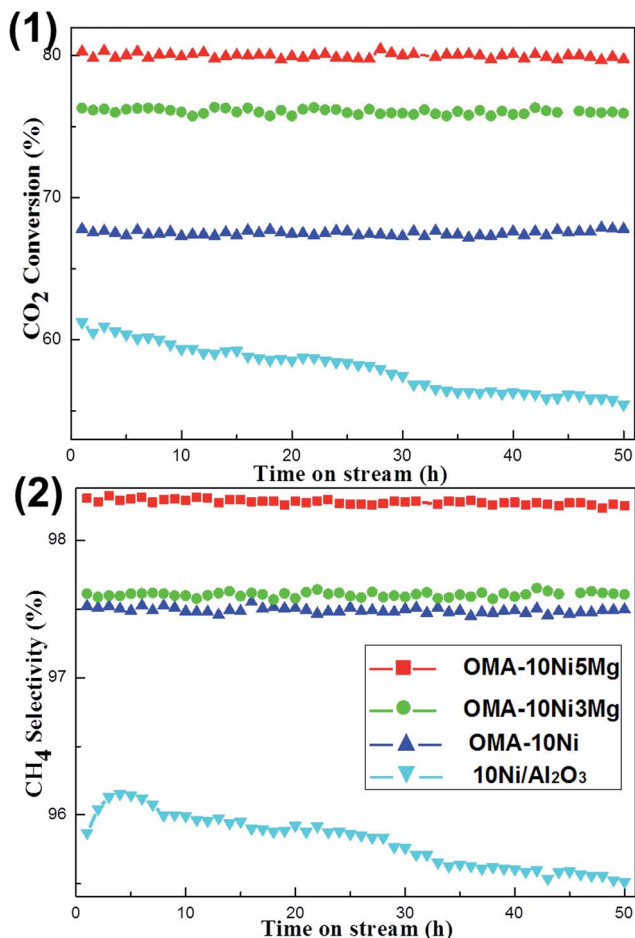 (1)
80
70
60
CO2 Conversion (%)
0 10 20 30 40 50
Time on stream (h)
(2)
98
97
96
CH4 Selectivity (%)
OMA-10Ni5Mg
OMA-10Ni3Mg
OMA-10Ni
10Ni/Al2O3
0 10 20 30 40 50
Time on stream (h)